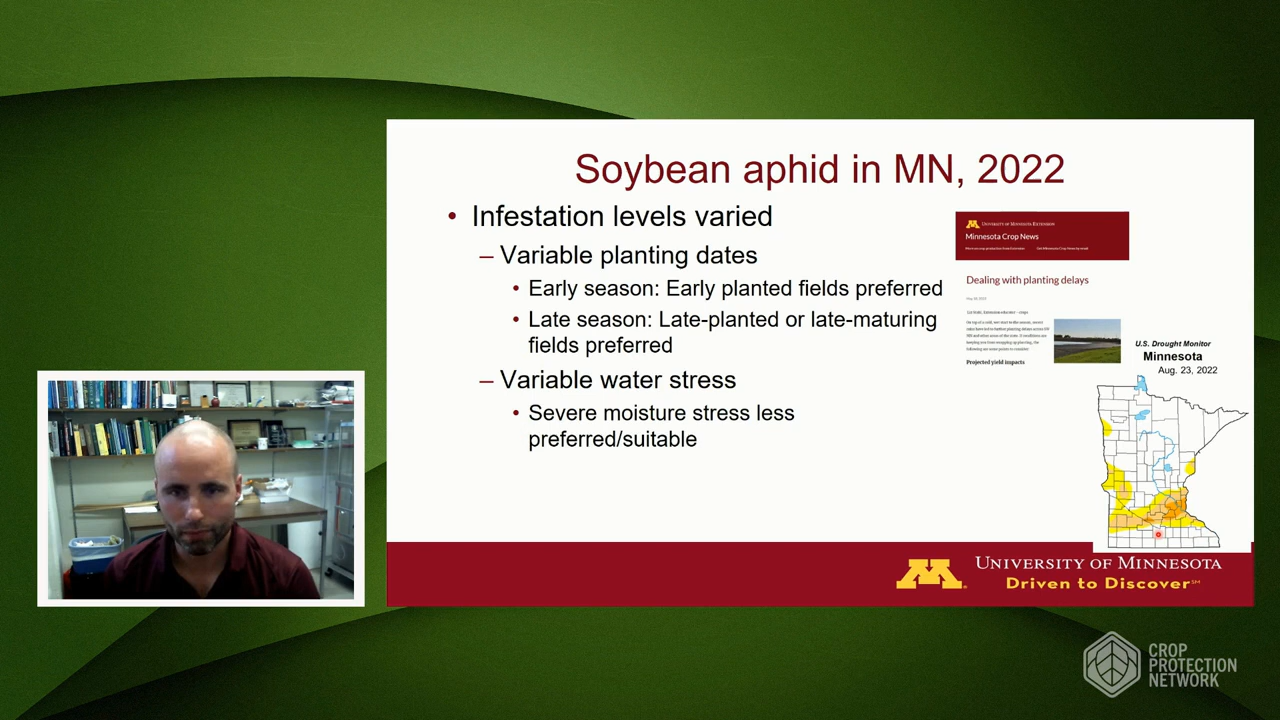 Soybean aphid in MN, 2022
• Infestation levels varied
– Variable planting dates
• Early season: Early planted fields preferred
• Late season: Late-planted or late-maturing
fields preferred
– Variable water stress
• Severe moisture stress less
preferred/suitable
UNIVERSITY OF MINNESOTA EXTENSION
Minnesota Crop News
Dealing with planting delays
Projected yield impacts
U.S. Drought Monitor
Minnesota
Aug. 23, 2022
M
UNIVERSITY OF MINNESOTA
Driven to Discover℠
CROP
PROTECTION
NETWORK